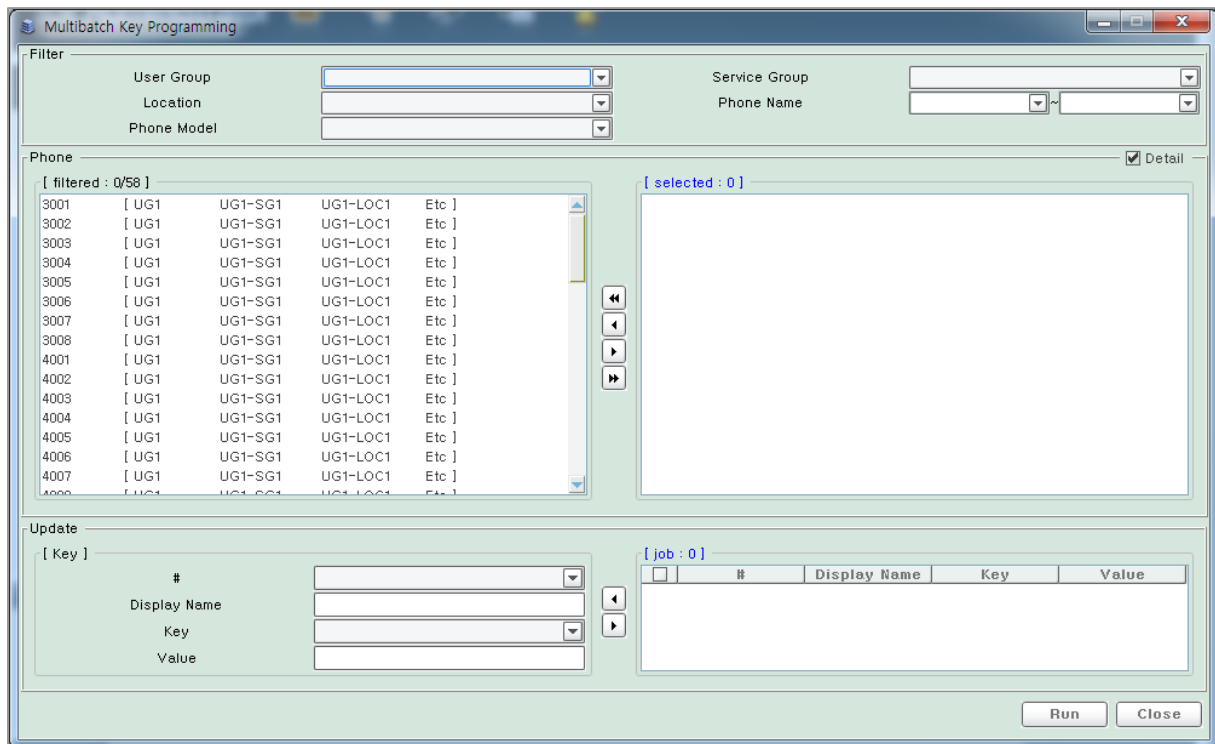 Multibatch Key Programming
Filter
User Group
Service Group
Location
Phone Name
~
Phone Model
Phone
Detail
[ filtered : 0/58 ]
[ selected : 0 ]
3001 [ UG1 UG1-SG1 UG1-LOC1 Etc ]
3002 [ UG1 UG1-SG1 UG1-LOC1 Etc ]
3003 [ UG1 UG1-SG1 UG1-LOC1 Etc ]
3004 [ UG1 UG1-SG1 UG1-LOC1 Etc ]
3005 [ UG1 UG1-SG1 UG1-LOC1 Etc ]
3006 [ UG1 UG1-SG1 UG1-LOC1 Etc ]
3007 [ UG1 UG1-SG1 UG1-LOC1 Etc ]
3008 [ UG1 UG1-SG1 UG1-LOC1 Etc ]
4001 [ UG1 UG1-SG1 UG1-LOC1 Etc ]
4002 [ UG1 UG1-SG1 UG1-LOC1 Etc ]
4003 [ UG1 UG1-SG1 UG1-LOC1 Etc ]
4004 [ UG1 UG1-SG1 UG1-LOC1 Etc ]
4005 [ UG1 UG1-SG1 UG1-LOC1 Etc ]
4006 [ UG1 UG1-SG1 UG1-LOC1 Etc ]
4007 [ UG1 UG1-SG1 UG1-LOC1 Etc ]
Update
[ Key ]
[ job : 0 ]
#
Display Name
Key
Value
# Display Name Key Value
Run Close